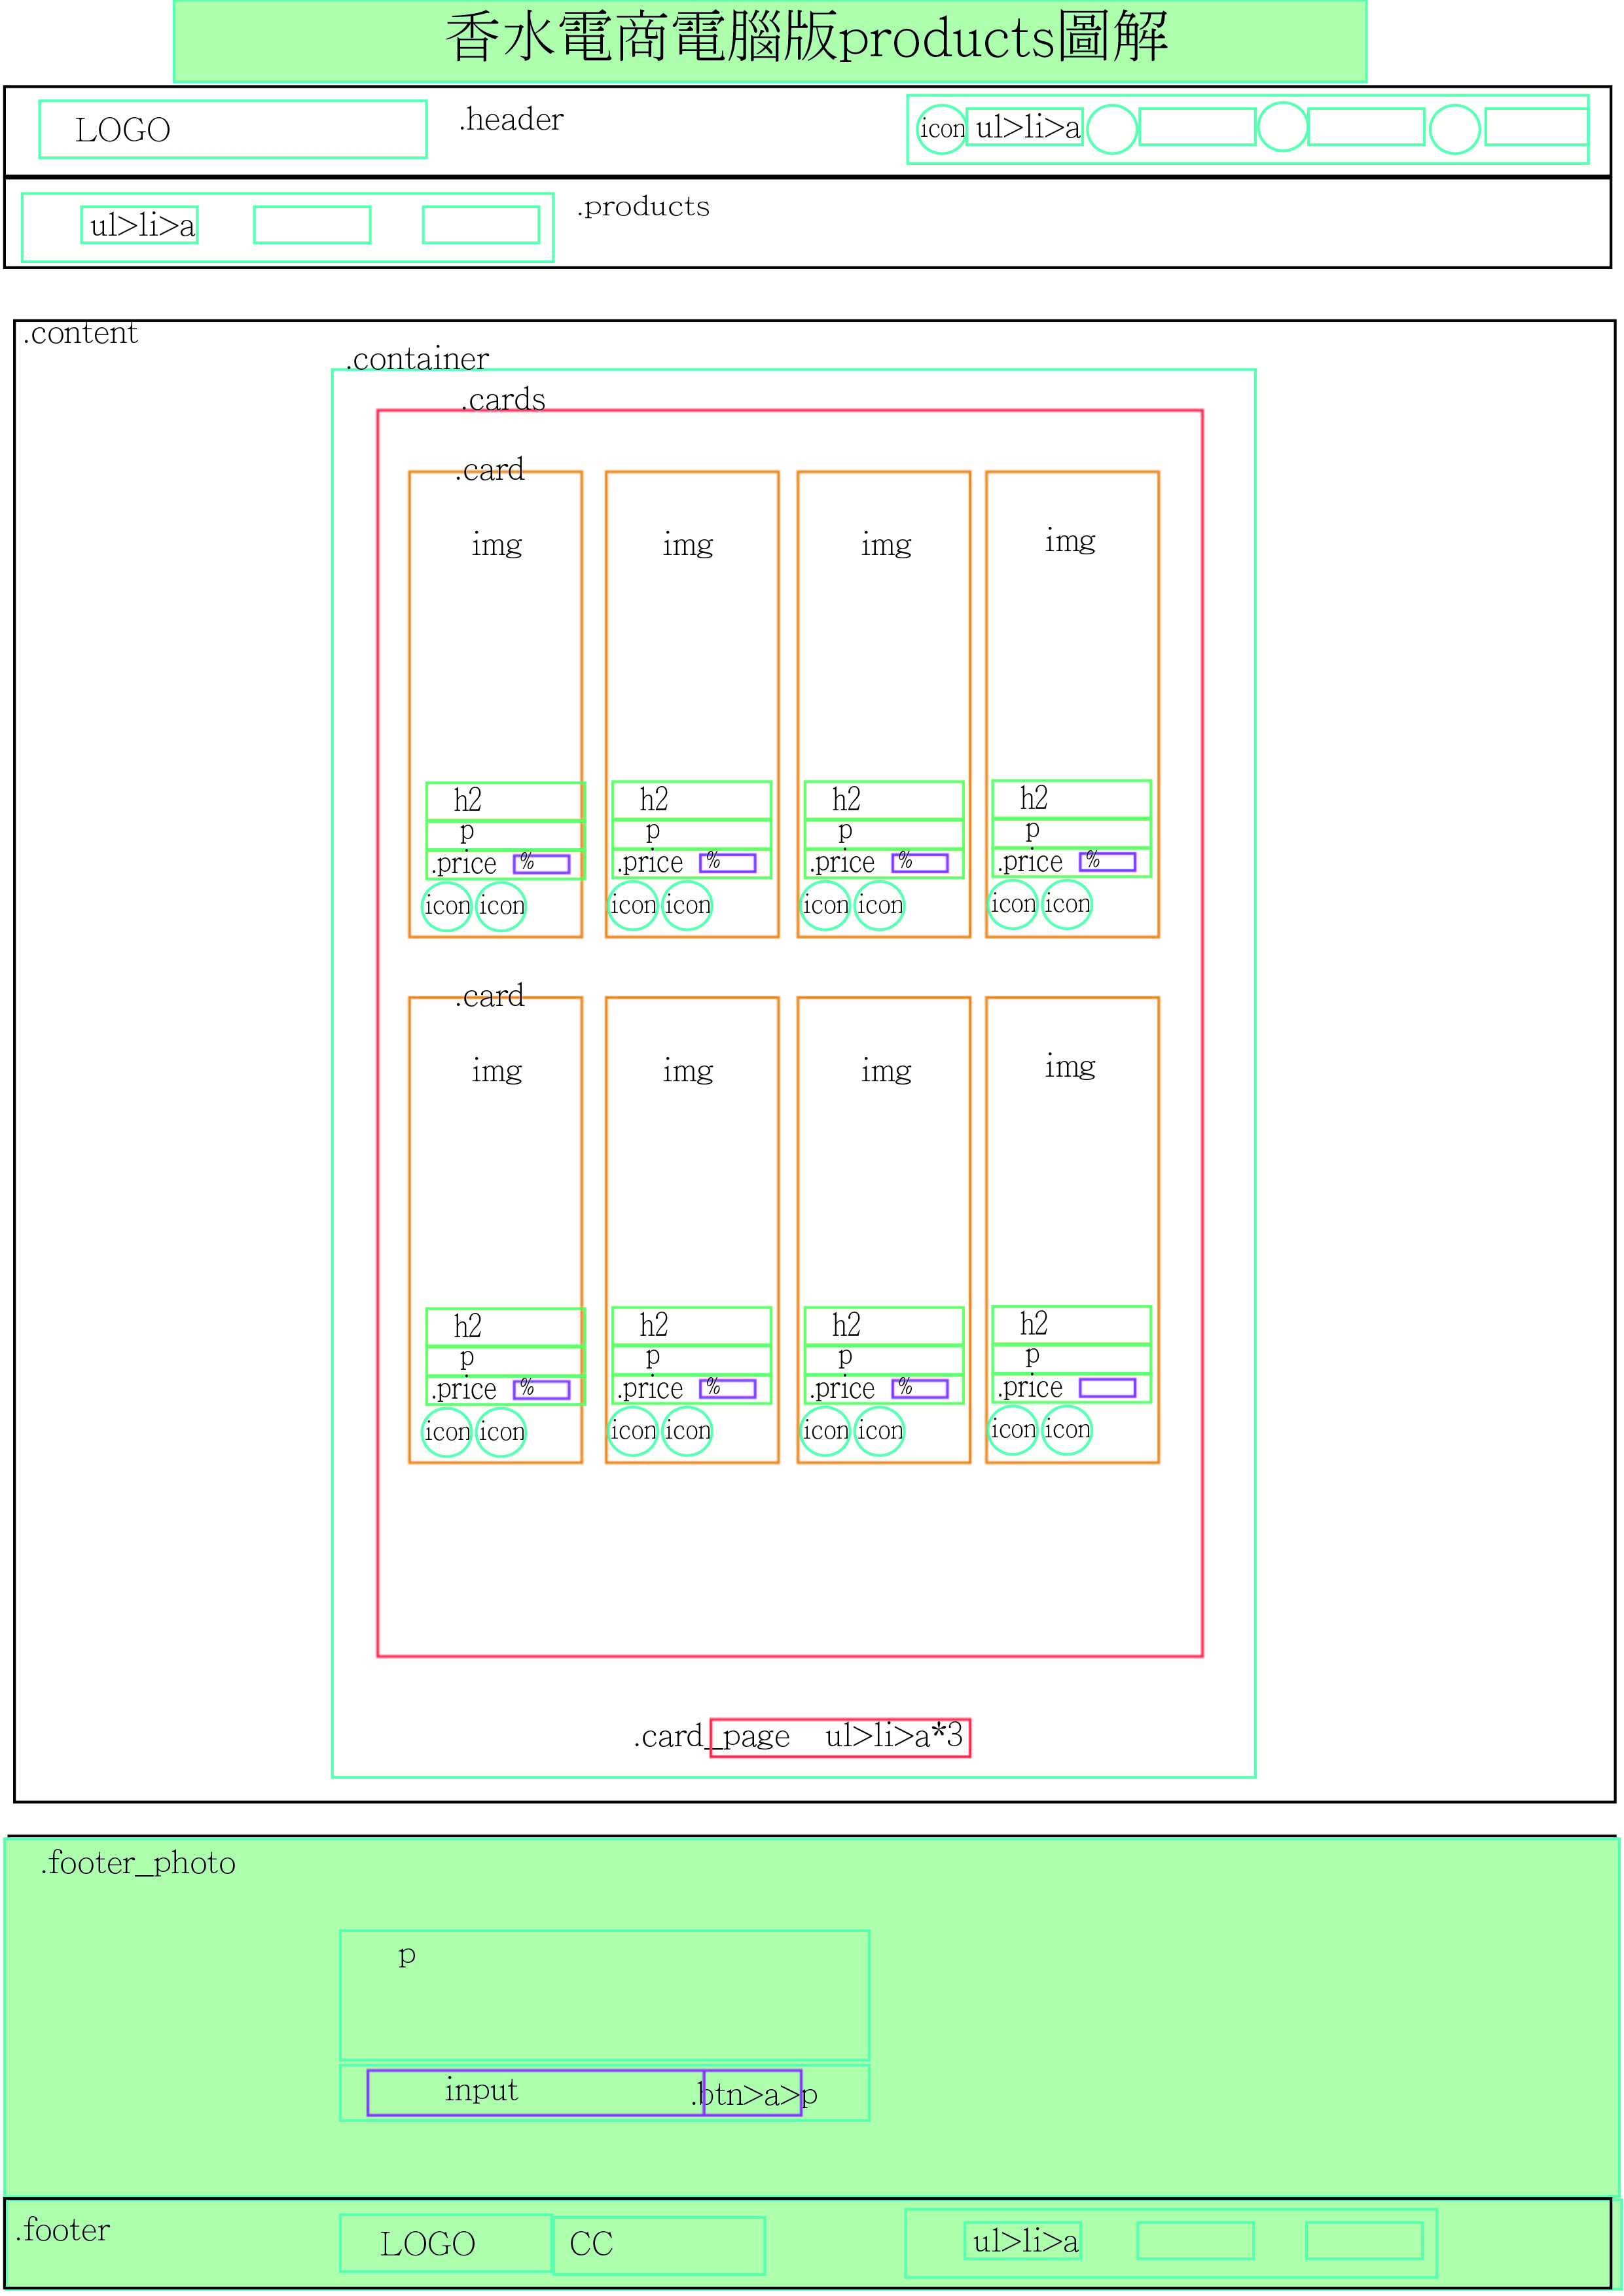 香水電商電腦版products圖解
LOGO
.header
icon
ul>li>a
ul>li>a
.products
.content
.container
.cards
.card
img
img
img
img
h2
h2
h2
h2
p
p
p
p
.price
%
.price
%
.price
%
.price
%
icon
icon
icon
icon
icon
icon
icon
icon
.card
img
img
img
img
h2
h2
h2
h2
p
p
p
p
.price
%
.price
%
.price
%
.price
icon
icon
icon
icon
icon
icon
icon
icon
.card_page
ul>li>a*3
.footer_photo
p
input
.btn>a>p
.footer
LOGO
CC
ul>li>a